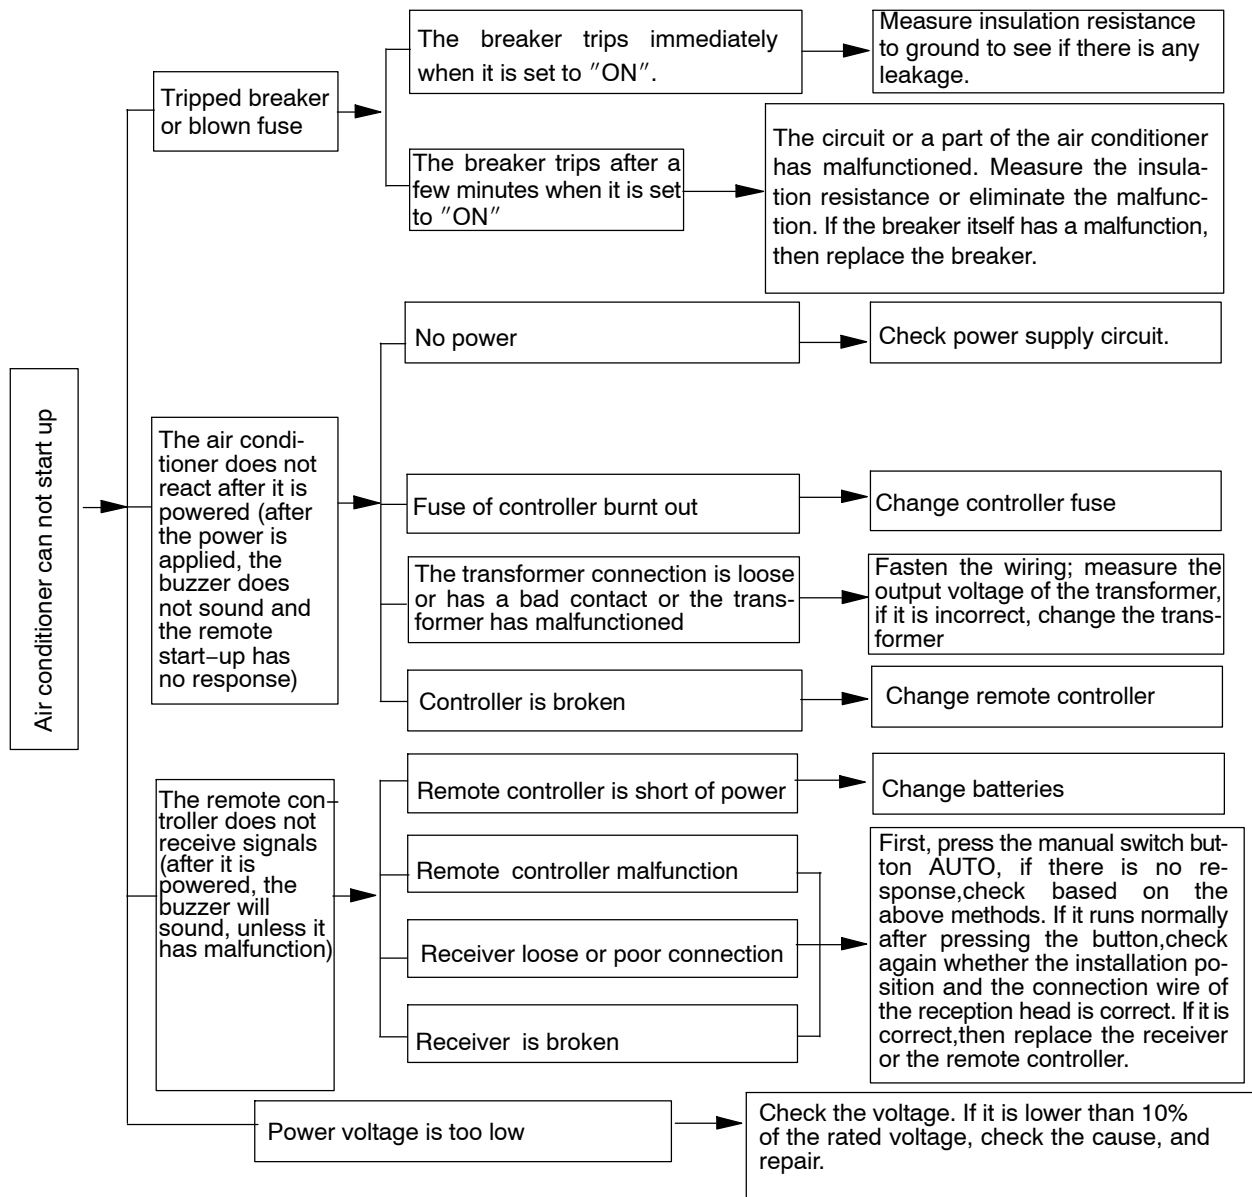 Air conditioner can not start up
Tripped breaker
or blown fuse
The breaker trips immediately
when it is set to ″ON″.
Measure insulation resistance
to ground to see if there is any
leakage.
The breaker trips after a
few minutes when it is set
to ″ON″
The circuit or a part of the air conditioner
has malfunctioned. Measure the insula-
tion resistance or eliminate the malfunc-
tion. If the breaker itself has a malfunction,
then replace the breaker.
The air condi-
tioner does not
react after it is
powered (after
the power is
applied, the
buzzer does
not sound and
the remote
start−up has
no response)
No power
Check power supply circuit.
Fuse of controller burnt out
Change controller fuse
The transformer connection is loose
or has a bad contact or the trans-
former has malfunctioned
Fasten the wiring; measure the
output voltage of the transformer,
if it is incorrect, change the trans-
former
Controller is broken
Change remote controller
The remote con−
troller does not
receive signals
(after it is
powered, the
buzzer will
sound, unless it
has malfunction)
Remote controller is short of power
Change batteries
Remote controller malfunction
Receiver loose or poor connection
Receiver is broken
First, press the manual switch but-
ton AUTO, if there is no re-
sponse,check based on the
above methods. If it runs normally
after pressing the button,check
again whether the installation po-
sition and the connection wire of
the reception head is correct. If it is
correct,then replace the receiver
or the remote controller.
Power voltage is too low
Check the voltage. If it is lower than 10%
of the rated voltage, check the cause, and
repair.